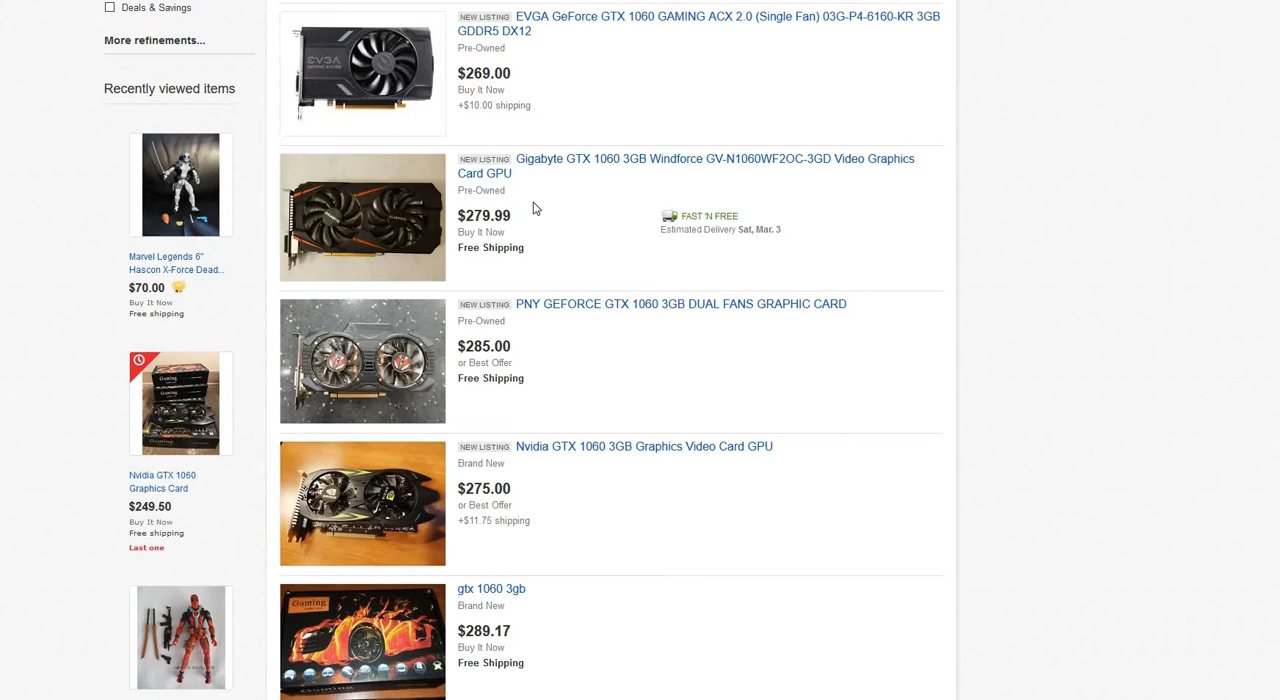 Deals & Savings
More refinements...
Recently viewed items
Marvel Legends 6"
Hascon X-Force Dead...
$70.00
Buy It Now
Free shipping
Nvidia GTX 1060
Graphics Card
$249.50
Buy It Now
Free shipping
Last one
NEW LISTING EVGA GeForce GTX 1060 GAMING ACX 2.0 (Single Fan) 03G-P4-6160-KR 3GB
GDDR5 DX12
Pre-Owned
$269.00
Buy It Now
+$10.00 shipping
EVGA
NEW LISTING Gigabyte GTX 1060 3GB Windforce GV-N1060WF2OC-3GD Video Graphics
Card GPU
Pre-Owned
$279.99
Buy It Now
Free Shipping
FAST 'N FREE
Estimated Delivery Sat, Mar. 3
NEW LISTING PNY GEFORCE GTX 1060 3GB DUAL FANS GRAPHIC CARD
Pre-Owned
$285.00
or Best Offer
Free Shipping
NEW LISTING Nvidia GTX 1060 3GB Graphics Video Card GPU
Brand New
$275.00
or Best Offer
+$11.75 shipping
gtx 1060 3gb
Brand New
$289.17
Buy It Now
Free Shipping
Gaming
Gaming